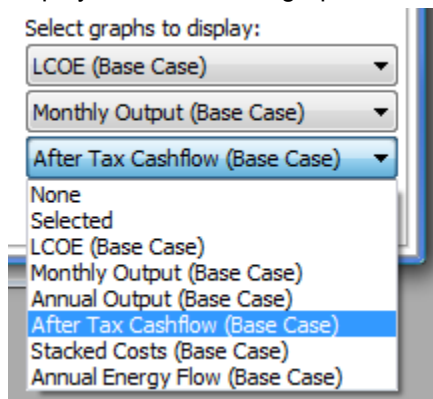 Select graphs to display:
LCOE (Base Case)
Monthly Output (Base Case)
After Tax Cashflow (Base Case)
None
Selected
LCOE (Base Case)
Monthly Output (Base Case)
Annual Output (Base Case)
After Tax Cashflow (Base Case)
Stacked Costs (Base Case)
Annual Energy Flow (Base Case)